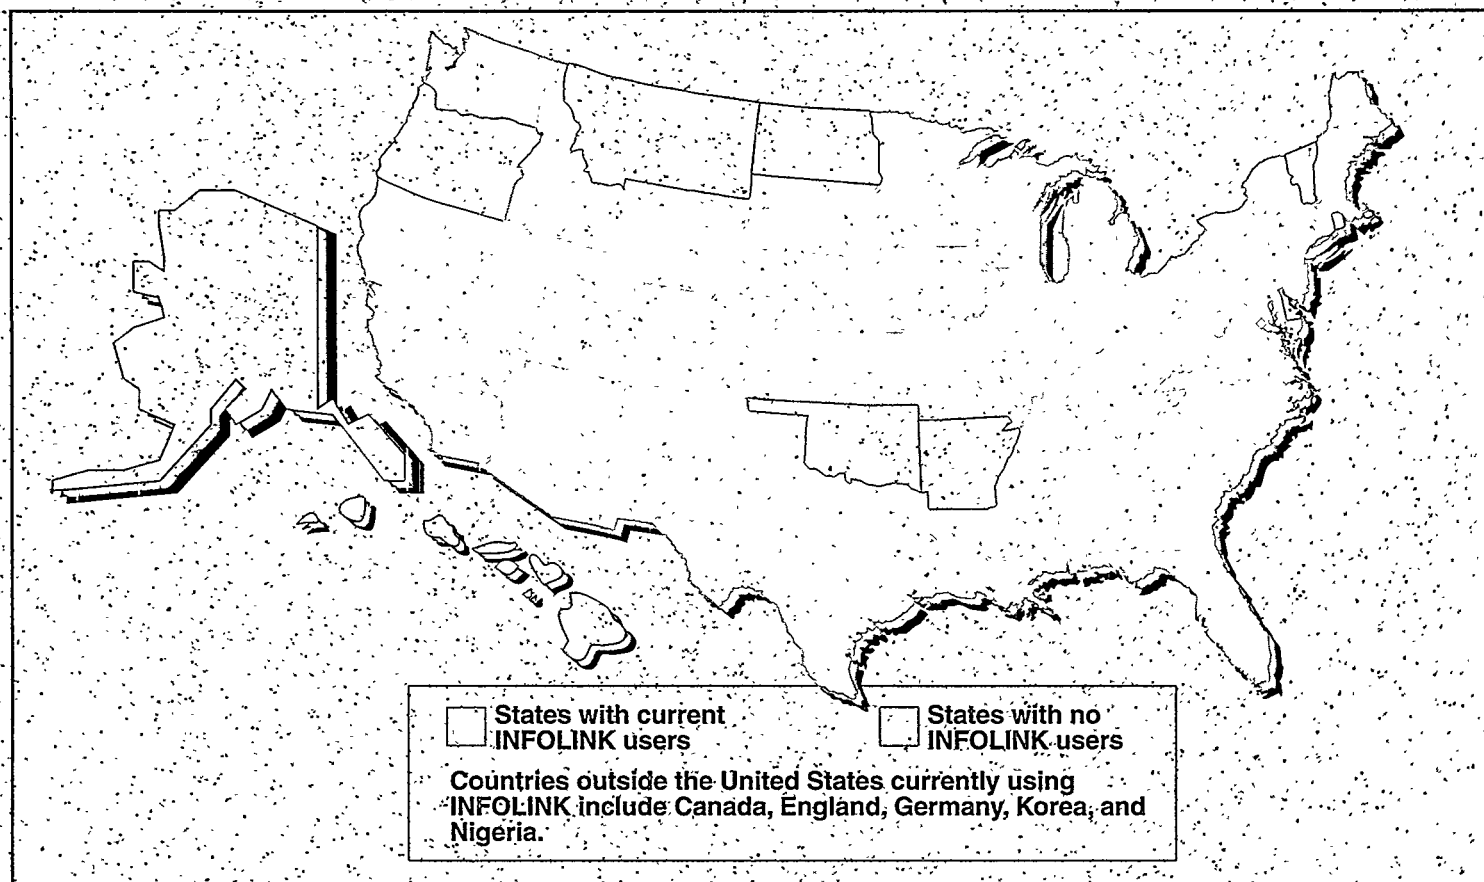 States with current
INFOLINK users
States with no
INFOLINK users
Countries outside the United States currently using
INFOLINK include Canada, England, Germany, Korea, and
Nigeria.